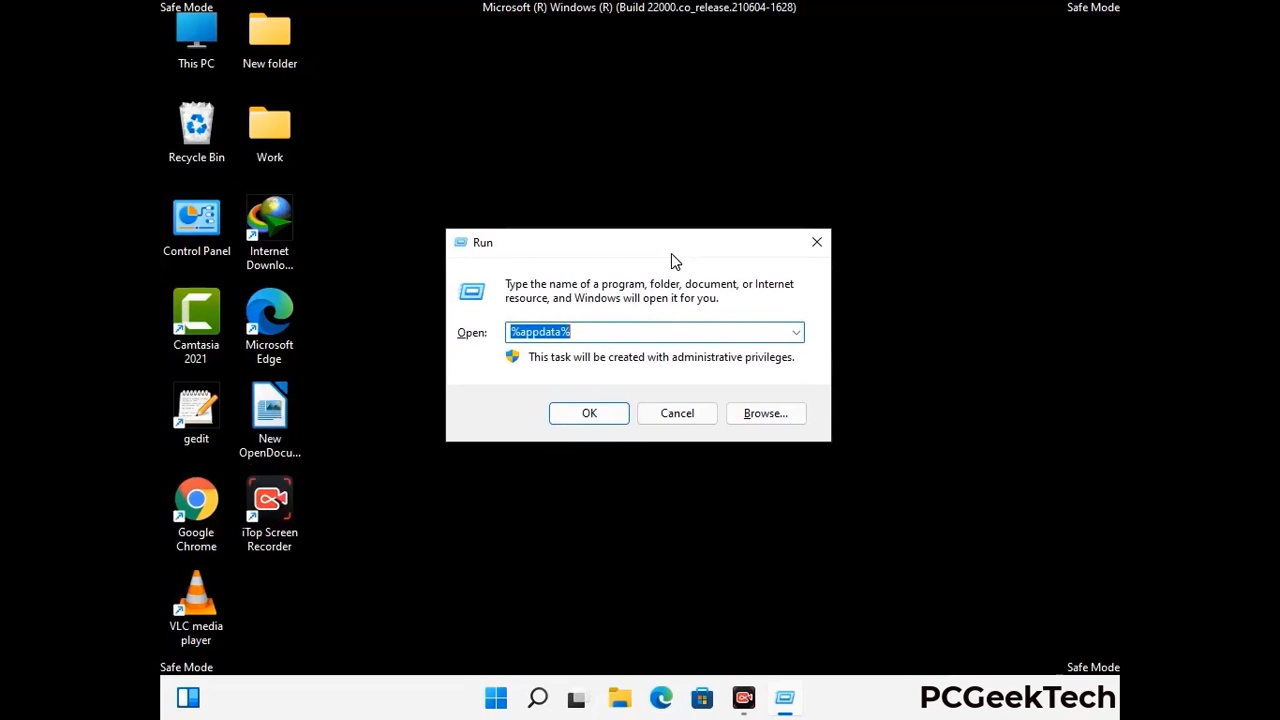 Safe Mode
Microsoft (R) Windows (R) (Build 22000.co_release.210604-1628)
Safe Mode
This PC
New folder
Recycle Bin
Work
Control Panel
Internet
Downlo...
Camtasia
2021
Microsoft
Edge
gedit
New
OpenDocu...
Google
Chrome
iTop Screen
Recorder
VLC media
player
Run
Type the name of a program, folder, document, or Internet
resource, and Windows will open it for you.
Open:
%appdata%
This task will be created with administrative privileges.
OK
Cancel
Browse...
Safe Mode
Safe Mode
PCGeekTech